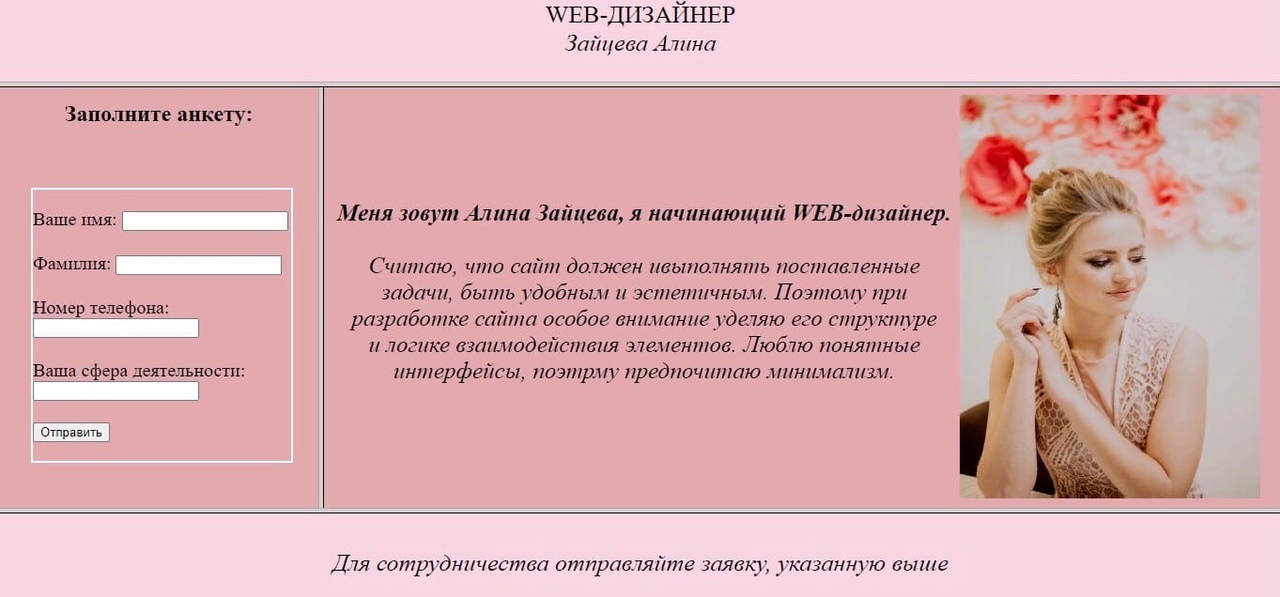 WEB-ДИЗАЙНЕР
Зайцева Алина
Заполните анкету:
Ваше имя:
Фамилия:
Номер телефона:
Ваша сфера деятельности:
Отправить
Меня зовут Алина Зайцева, я начинающий WEB-дизайнер.
Считаю, что сайт должен ивыполнять поставленные
задачи, быть удобным и эстетичным. Поэтому при
разработке сайта особое внимание уделяю его структуре
и логике взаимодействия элементов. Люблю понятные
интерфейсы, поэтрму предпочитаю минимализм.
Для сотрудничества отправляйте заявку, указанную выше